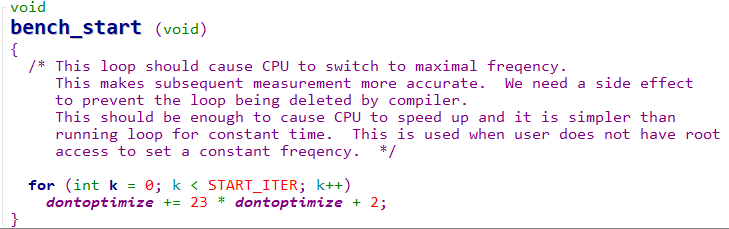 void
bench_start (void)
{
/* This loop should cause CPU to switch to maximal freqency.
This makes subsequent measurement more accurate.  We need a side effect
to prevent the loop being deleted by compiler.
This should be enough to cause CPU to speed up and it is simpler than
running loop for constant time.  This is used when user does not have root
access to set a constant freqency.  */
for (int k = 0; k < START_ITER; k++)
dontoptimize += 23 * dontoptimize + 2;
}